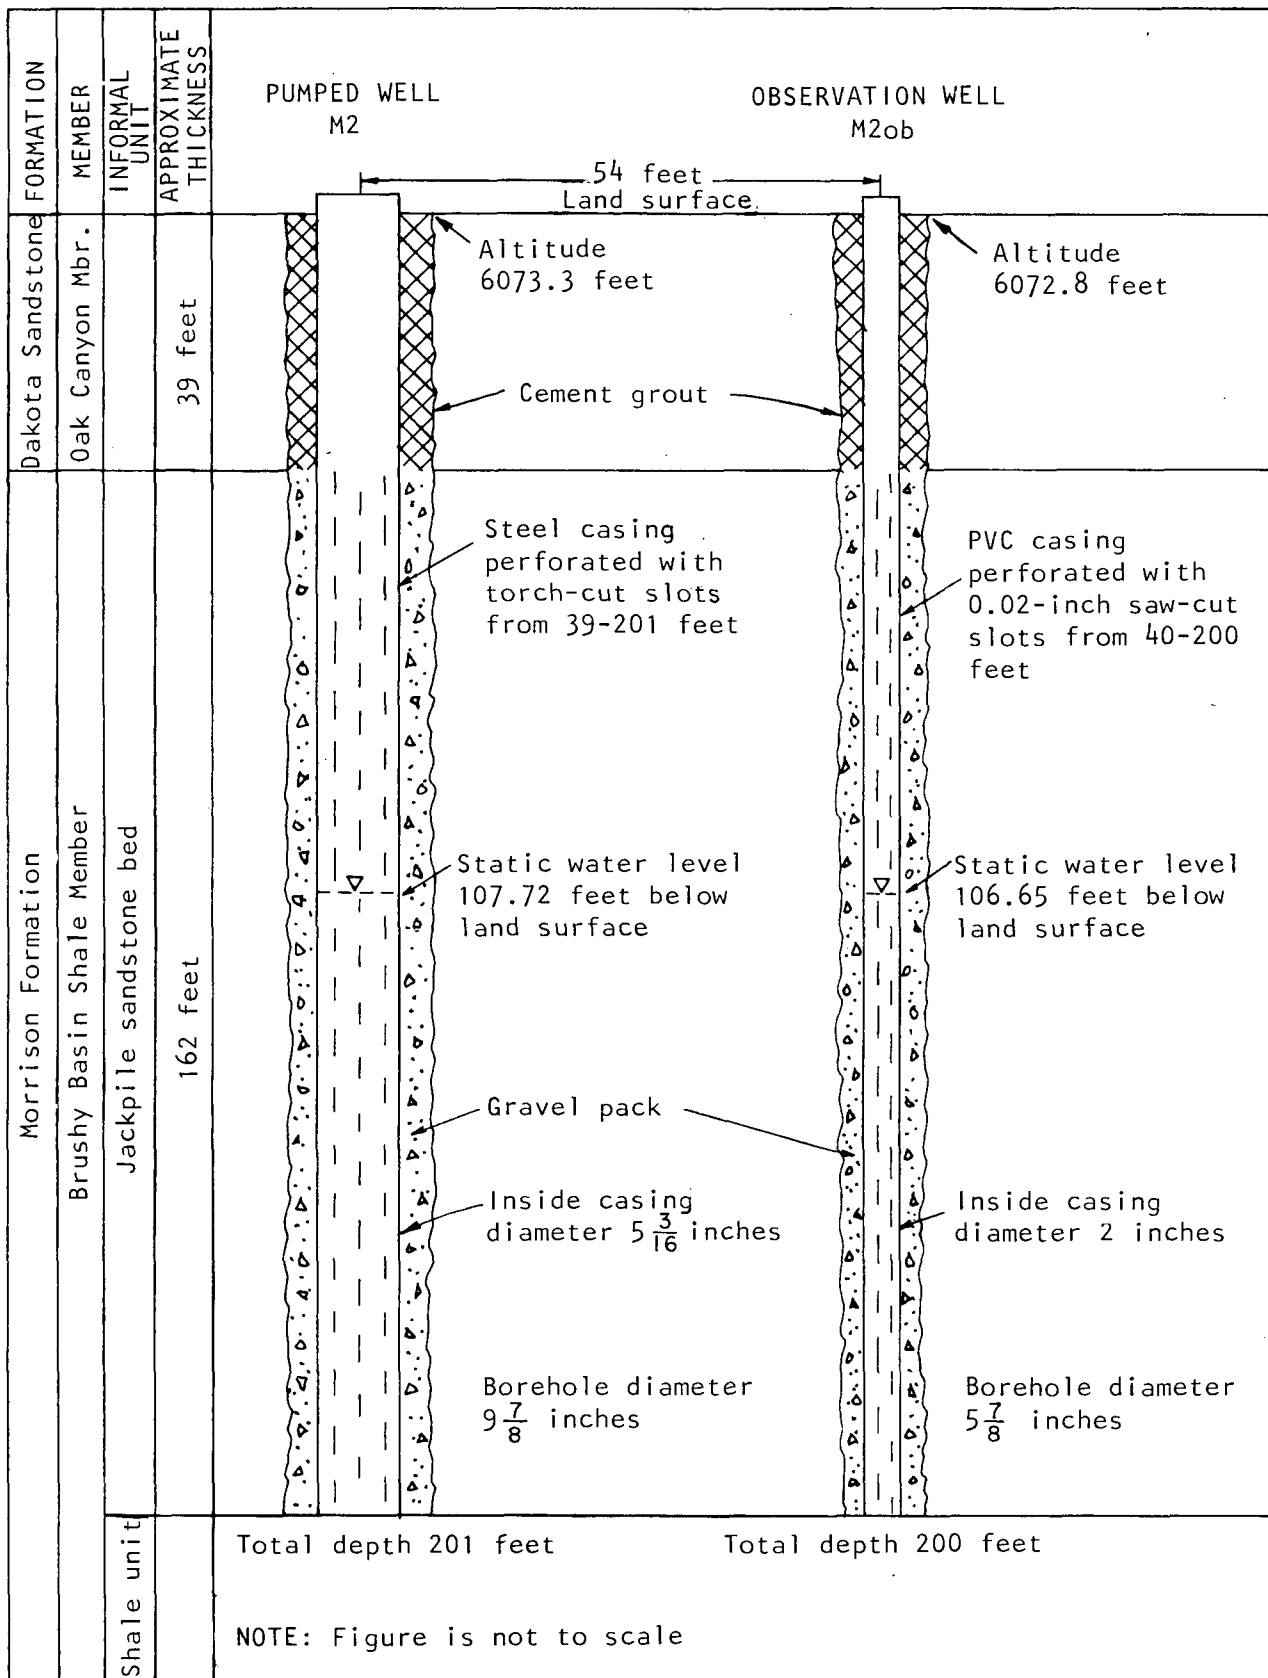 FORMATION
MEMBER
INFORMAL
UNIT
APPROXIMATE
THICKNESS
PUMPED WELL
M2
OBSERVATION WELL
M2ob
54 feet
Land surface
Dakota Sandstone
Oak Canyon Mbr.
39 feet
Altitude
6073.3 feet
Altitude
6072.8 feet
Cement grout
Steel casing
perforated with
torch-cut slots
from 39-201 feet
PVC casing
perforated with
0.02-inch saw-cut
slots from 40-200
feet
Morrison Formation
Brushy Basin Shale Member
Jackpile sandstone bed
162 feet
Static water level
107.72 feet below
land surface
Static water level
106.65 feet below
land surface
Gravel pack
Inside casing
diameter 5 3/16 inches
Inside casing
diameter 2 inches
Borehole diameter
9 7/8 inches
Borehole diameter
5 7/8 inches
Shale unit
Total depth 201 feet
Total depth 200 feet
NOTE: Figure is not to scale